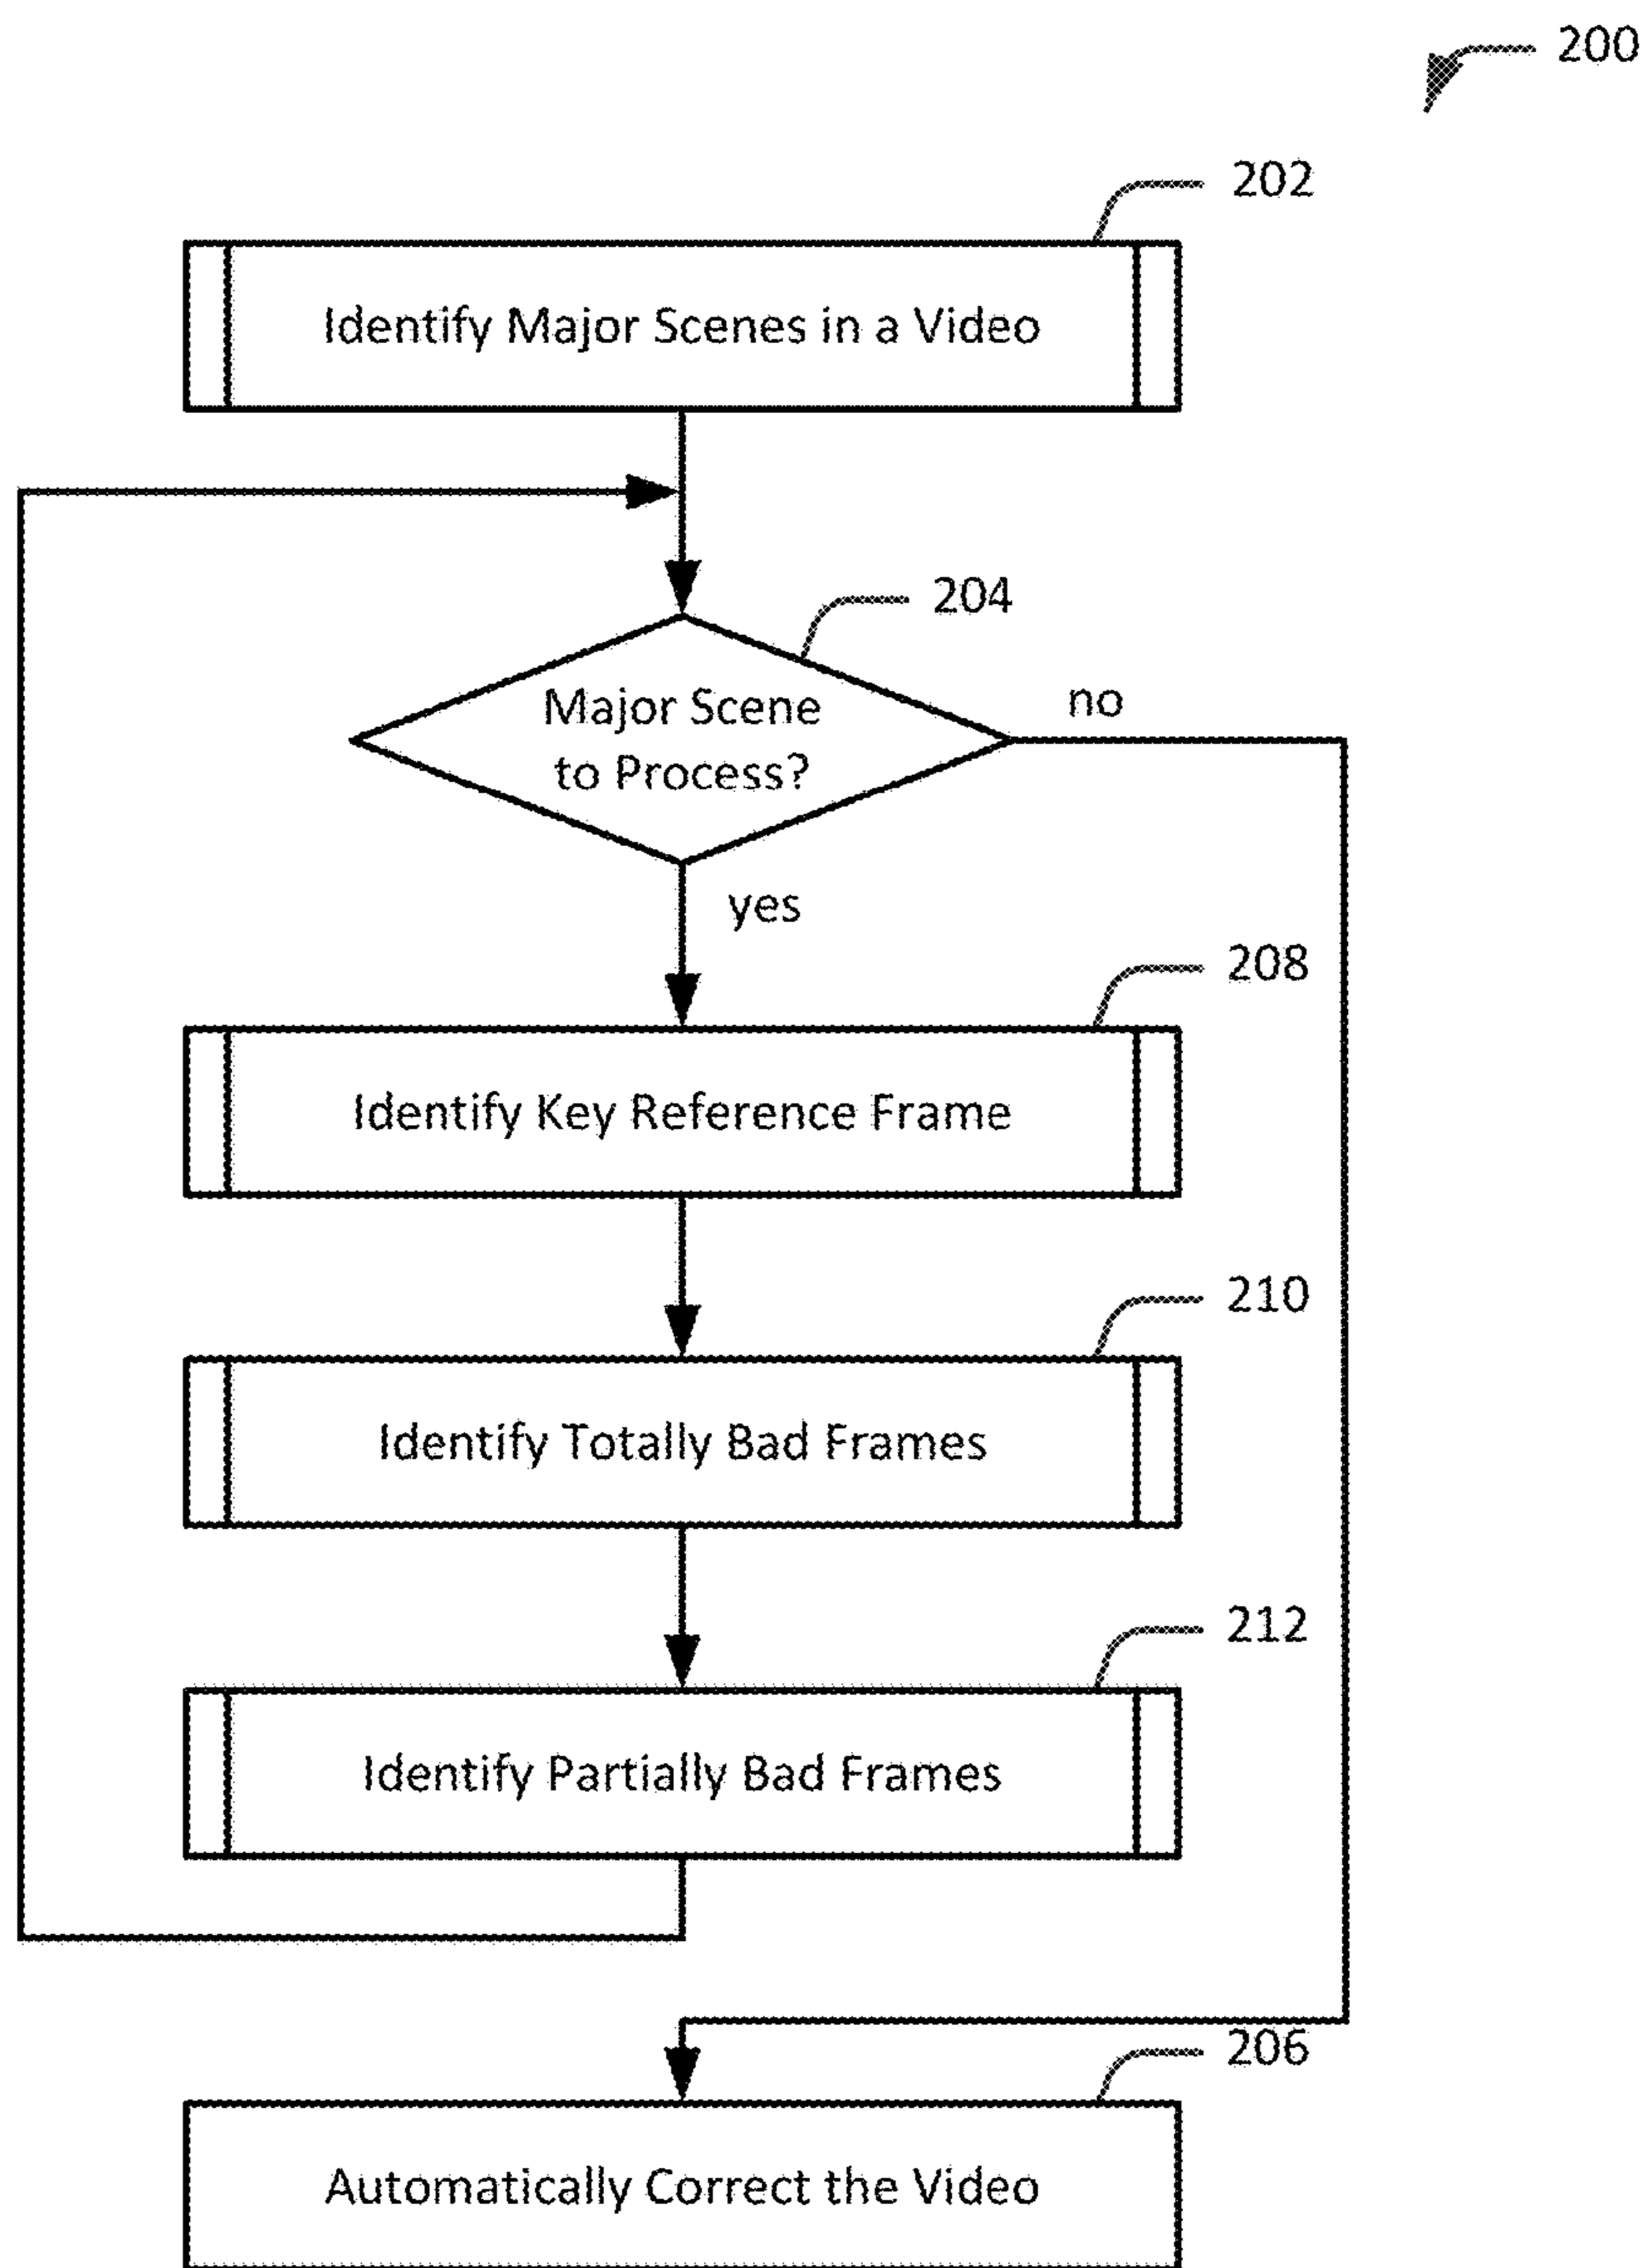 200
202
Identify Major Scenes in a Video
204
Major Scene
to Process?
no
yes
208
Identify Key Reference Frame
210
Identify Totally Bad Frames
212
Identify Partially Bad Frames
206
Automatically Correct the Video